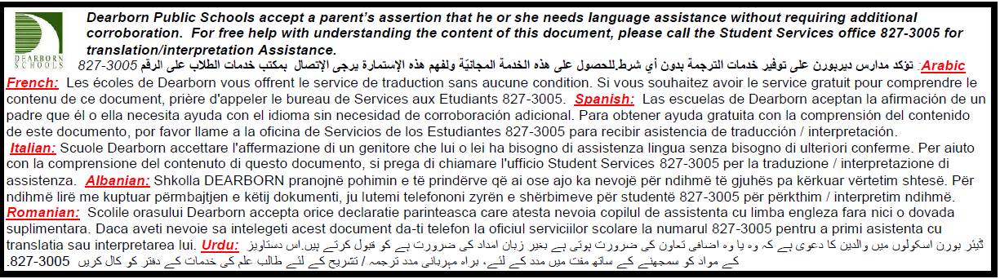 DEARBORN
SCHOOLS
Dearborn Public Schools accept a parent's assertion that he or she needs language assistance without requiring additional
corroboration. For free help with understanding the content of this document, please call the Student Services office 827-3005 for
translation/interpretation Assistance.
Arabic: تؤكد مدارس ديربورن على توفير خدمات الترجمة بدون أي شرط.للحصول على هذه الخدمة المجانيّة ولفهم هذه الإستمارة يرجى الإتصال بمكتب خدمات الطلاب على الرقم 827-3005
French: Les écoles de Dearborn vous offrent le service de traduction sans aucune condition. Si vous souhaitez avoir le service gratuit pour comprendre le
contenu de ce document, prière d'appeler le bureau de Services aux Etudiants 827-3005. Spanish: Las escuelas de Dearborn aceptan la afirmación de un
padre que él o ella necesita ayuda con el idioma sin necesidad de corroboración adicional. Para obtener ayuda gratuita con la comprensión del contenido
de este documento, por favor llame a la oficina de Servicios de los Estudiantes 827-3005 para recibir asistencia de traducción / interpretación.
Italian: Scuole Dearborn accettare l'affermazione di un genitore che lui o lei ha bisogno di assistenza lingua senza bisogno di ulteriori conferme. Per aiuto
con la comprensione del contenuto di questo documento, si prega di chiamare l'ufficio Student Services 827-3005 per la traduzione / interpretazione di
assistenza. Albanian: Shkolla DEARBORN pranojnë pohimin e të prindërve që ai ose ajo ka nevojë për ndihmë të gjuhës pa kërkuar vërtetim shtesë. Për
ndihmë lirë me kuptuar përmbajtjen e këtij dokumenti, ju lutemi telefononi zyrën e shërbimeve për studentë 827-3005 për përkthim / interpretim ndihmë.
Romanian: Scolile orasului Dearborn accepta orice declaratie parinteasca care atesta nevoia copilul de assistenta cu limba engleza fara nici o dovada
suplimentara. Daca aveti nevoie sa intelegeti acest document da-ti telefon la oficiul serviciilor scolare la numarul 827-3005 pentru a primi asistenta cu
translatia sau interpretarea lui. Urdu: ڈیئر بورن اسکولوں میں والدین کا دعوی ہے کہ وہ یا وہ اضافی تعاون کی ضرورت ہوتی ہے بغیر زبان امداد کی ضرورت ہے کو قبول کرتے ہیں.اس دستاویز
کے مواد کو سمجھنے کے ساتھ مفت میں مدد کے لئے، براہ مہربانی مدد ترجمہ / تشریح کے لئے طالب علم کی خدمات کے دفتر کو کال کریں 827-3005.